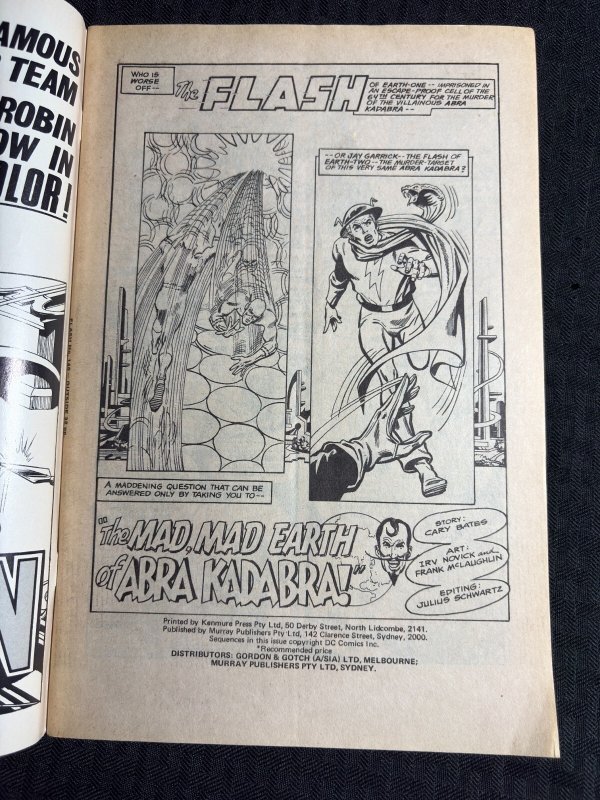 AMOUS
TEAM
ROBIN
OW IN
OLOR!
WHO IS
WORSE
OFF--
The FLASH
OF EARTH-ONE -- IMPRISONED IN
AN ESCAPE-PROOF CELL OF THE
64TH CENTURY FOR THE MURDER
OF THE VILLAINOUS ABRA
KADABRA --
--OR JAY GARRICK--THE FLASH OF
EARTH-TWO--THE MURDER-TARGET
OF THIS VERY SAME ABRA KADABRA?
A MADDENING QUESTION THAT CAN BE
ANSWERED ONLY BY TAKING YOU TO--
"The MAD, MAD EARTH
of ABRA KADABRA!"
STORY:
CARY BATES
ART:
IRV NOVICK and
FRANK McLAUGHLIN
EDITING:
JULIUS SCHWARTZ
Printed by Kenmure Press Pty Ltd, 50 Derby Street, North Lidcombe, 2141.
Published by Murray Publishers Pty Ltd, 142 Clarence Street, Sydney, 2000.
Sequences in this issue copyright DC Comics Inc.
*Recommended price
DISTRIBUTORS: GORDON & GOTCH (A/SIA) LTD, MELBOURNE;
MURRAY PUBLISHERS PTY LTD, SYDNEY.